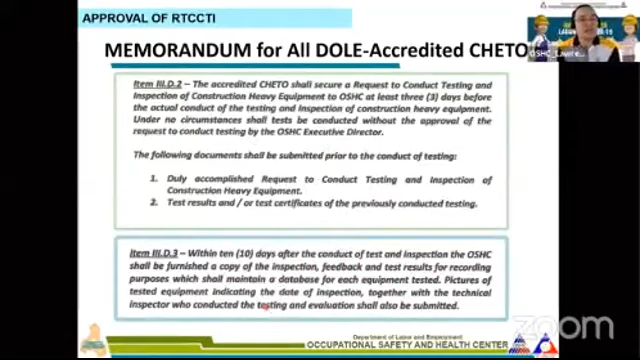 APPROVAL OF RTCCTI
MEMORANDUM for All DOLE-Accredited CHETO
Item III.D.2 – The accredited CHETO shall secure a Request to Conduct Testing and
Inspection of Construction Heavy Equipment to OSHC at least three (3) days before
the actual conduct of the testing and inspection of construction heavy equipment.
Under no circumstances shall tests be conducted without the approval of the
request to conduct testing by the OSHC Executive Director.
The following documents shall be submitted prior to the conduct of testing:
1. Duly accomplished Request to Conduct Testing and Inspection of
Construction Heavy Equipment.
2. Test results and / or test certificates of the previously conducted testing.
Item III.D.3 – Within ten (10) days after the conduct of test and inspection the OSHC
shall be furnished a copy of the inspection, feedback and test results for recording
purposes which shall maintain a database for each equipment tested. Pictures of
tested equipment indicating the date of inspection, together with the technical
inspector who conducted the testing and evaluation shall also be submitted.
Department of Labor and Employment
OCCUPATIONAL SAFETY AND HEALTH CENTER
zoom